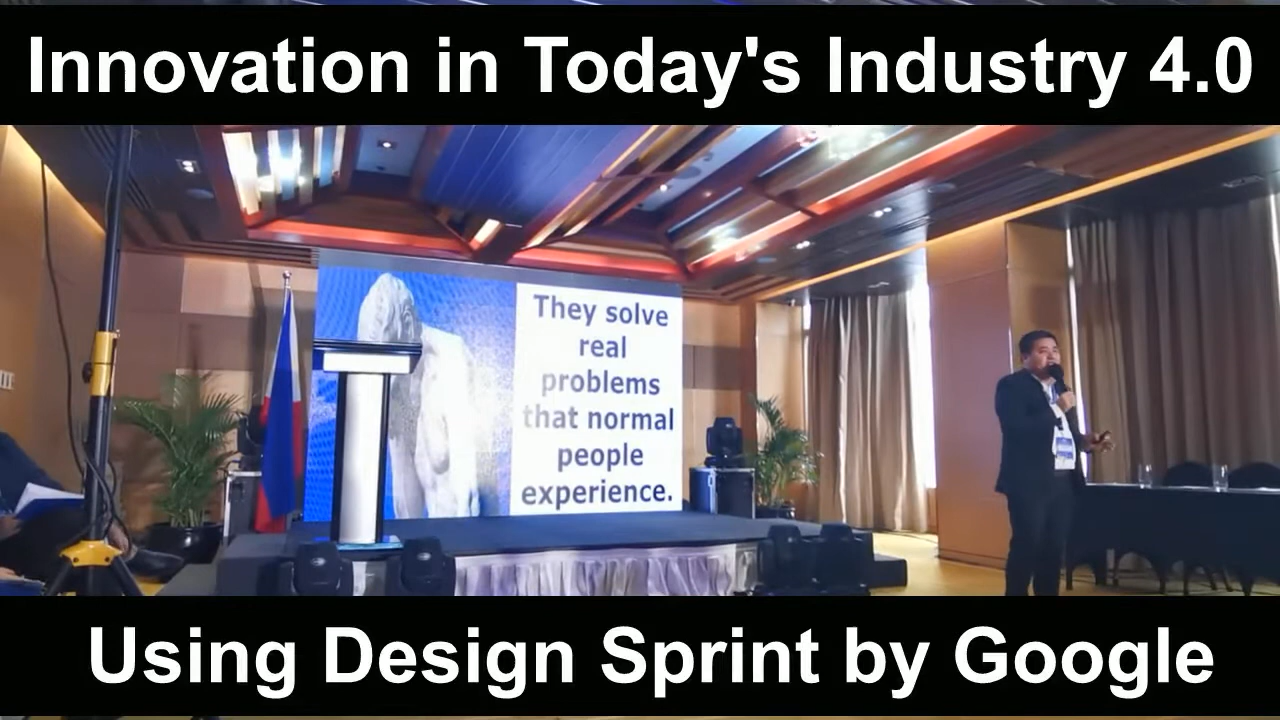 Innovation in Today's Industry 4.0
They solve
real
problems
that normal
people
experience.
Using Design Sprint by Google